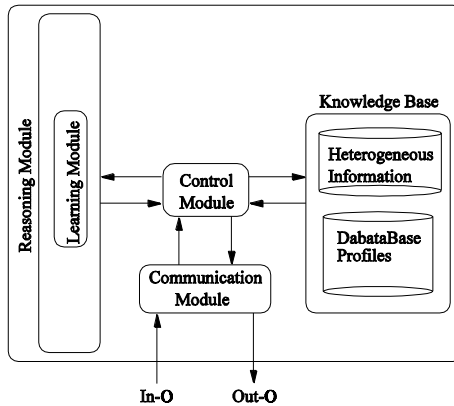 Reasoning Module
Learning Module
Knowledge Base
Heterogeneous
Information
DabataBase
Profiles
Control
Module
Communication
Module
In-O
Out-O